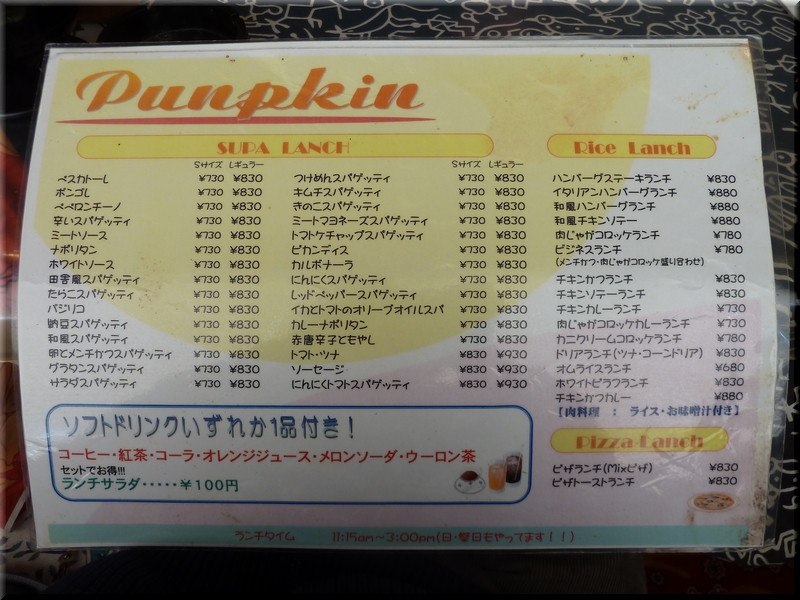 Punpkin
SUPA LANCH
Sサイズ Lギュラー
ペスカトーレ ¥730 ¥830
ボンゴレ ¥730 ¥830
ペペロンチーノ ¥730 ¥830
辛いスパゲッティ ¥730 ¥830
ミートソース ¥730 ¥830
ナポリタン ¥730 ¥830
ホワイトソース ¥730 ¥830
田舎風スパゲッティ ¥730 ¥830
たらこスパゲッティ ¥730 ¥830
バジリコ ¥730 ¥830
納豆スパゲッティ ¥730 ¥830
和風スパゲッティ ¥730 ¥830
卵とメンチかつスパゲッティ ¥730 ¥830
グラタンスパゲッティ ¥730 ¥830
サラダスパゲッティ ¥730 ¥830
Sサイズ Lギュラー
つけめんスパゲッティ ¥730 ¥830
キムチスパゲッティ ¥730 ¥830
きのこスパゲッティ ¥730 ¥830
ミートマヨネーズスパゲッティ ¥730 ¥830
トマトケチャップスパゲッティ ¥730 ¥830
ピカンディス ¥730 ¥830
カルボナーラ ¥730 ¥830
にんにくスパゲッティ ¥730 ¥830
レッドペッパースパゲッティ ¥730 ¥830
イカとトマトのオリーブオイルスパ ¥730 ¥830
カレーナポリタン ¥730 ¥830
赤唐辛子ともやし ¥730 ¥830
トマト・ツナ ¥830 ¥930
ソーセージ ¥830 ¥930
にんにくトマトスパゲッティ ¥830 ¥930
Rice Lanch
ハンバーグステーキランチ ¥830
イタリアンハンバーグランチ ¥880
和風ハンバーグランチ ¥880
和風チキンソテー ¥880
肉じゃがコロッケランチ ¥780
ビジネスランチ ¥780
(メンチかつ・肉じゃがコロッケ盛り合わせ)
チキンかつランチ ¥830
チキンソテーランチ ¥830
チキンカレーランチ ¥830
肉じゃがコロッケカレーランチ ¥730
カニクリームコロッケランチ ¥780
ドリアランチ(ツナ・コーンドリア) ¥830
オムライスランチ ¥680
ホワイトピラフランチ ¥830
チキンかつカレー ¥880
【肉料理 : ライス・お味噌汁付き】
Pizza Lanch
ピザランチ(Mixピザ) ¥830
ピザトーストランチ ¥830
ソフトドリンクいずれか1品付き!
コーヒー・紅茶・コーラ・オレンジジュース・メロンソーダ・ウーロン茶
セットでお得!!!
ランチサラダ・・・・・¥100円
ランチタイム 11:15am~3:00pm(日・祭日もやってます!!)